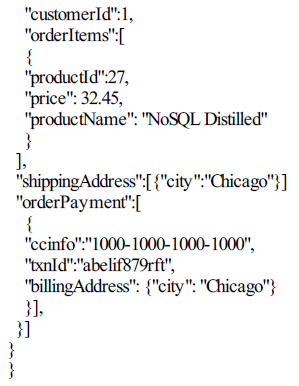 "customerId":1,
"orderItems":[
{
"productId":27,
"price": 32.45,
"productName": "NoSQL Distilled"
}
],
"shippingAddress":[{"city":"Chicago"}]
"orderPayment":[
{
"ccinfo":"1000-1000-1000-1000",
"txnId":"abelif879rft",
"billingAddress": {"city": "Chicago"}
}],
}]
}
}